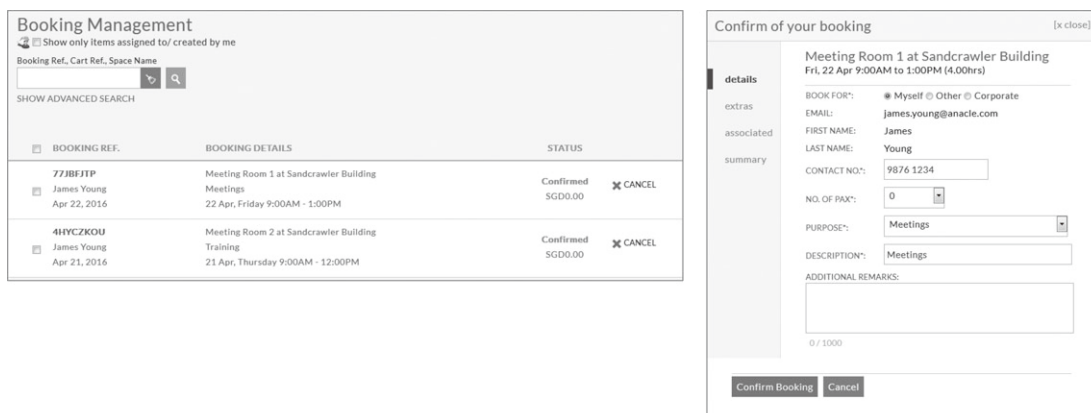 Booking Management
Show only items assigned to/ created by me
Booking Ref., Cart Ref., Space Name
SHOW ADVANCED SEARCH
BOOKING REF. BOOKING DETAILS STATUS
77JBFJTP Meeting Room 1 at Sandcrawler Building
James Young Meetings Confirmed CANCEL
Apr 22, 2016 22 Apr, Friday 9:00AM - 1:00PM SGD0.00
4HYCZKOU Meeting Room 2 at Sandcrawler Building
James Young Training Confirmed CANCEL
Apr 21, 2016 21 Apr, Thursday 9:00AM - 12:00PM SGD0.00
Confirm of your booking [x close]
details
extras
associated
summary
Meeting Room 1 at Sandcrawler Building
Fri, 22 Apr 9:00AM to 1:00PM (4.00hrs)
BOOK FOR*: Myself Other Corporate
EMAIL: james.young@anacle.com
FIRST NAME: James
LAST NAME: Young
CONTACT NO.*: 9876 1234
NO. OF PAX*: 0
PURPOSE*: Meetings
DESCRIPTION*: Meetings
ADDITIONAL REMARKS:
0 / 1000
Confirm Booking Cancel